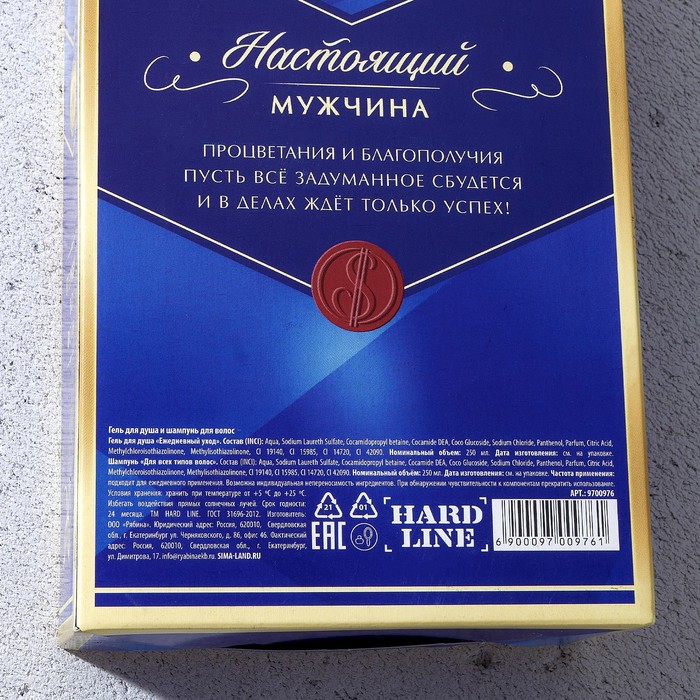 Настоящий
МУЖЧИНА
ПРОЦВЕТАНИЯ И БЛАГОПОЛУЧИЯ
ПУСТЬ ВСЁ ЗАДУМАННОЕ СБУДЕТСЯ
И В ДЕЛАХ ЖДЁТ ТОЛЬКО УСПЕХ!
Гель для душа и шампунь для волос
Гель для душа «Ежедневный уход». Состав (INCI): Aqua, Sodium Laureth Sulfate, Cocamidopropyl betaine, Cocamide DEA, Coco Glucoside, Sodium Chloride, Panthenol, Parfum, Citric Acid,
Methylchloroisothiazolinone, Methylisothiazolinone, CI 19140, CI 15985, CI 14720, CI 42090. Номинальный объем: 250 мл. Дата изготовления: см. на упаковке.
Шампунь «Для всех типов волос». Состав (INCI): Aqua, Sodium Laureth Sulfate, Cocamidopropyl betaine, Cocamide DEA, Coco Glucoside, Sodium Chloride, Panthenol, Parfum, Citric Acid,
Methylchloroisothiazolinone, Methylisothiazolinone, CI 19140, CI 15985, CI 14720, CI 42090. Номинальный объём: 250 мл. Дата изготовления: см. на упаковке. Частота применения:
подходит для ежедневного применения. Возможна индивидуальная непереносимость ингредиентов. При обнаружении чувствительности к компонентам прекратить использование.
Условия хранения: хранить при температуре от +5 °C до +25 °C. АРТ.: 9700976
Избегать воздействия прямых солнечных лучей. Срок годности:
24 месяца. ТМ HARD LINE. ГОСТ 31696-2012. Изготовитель:
ООО «Рябина». Юридический адрес: Россия, 620010, Свердловская
обл., г. Екатеринбург ул. Черняховского, д. 86, офис 46. Фактический
адрес: Россия, 620010, Свердловская обл., г. Екатеринбург,
ул. Димитрова, 17. info@ryabinaekb.ru. SIMA-LAND.RU
21
01
EAC
HARD
LINE
6 900097 009761